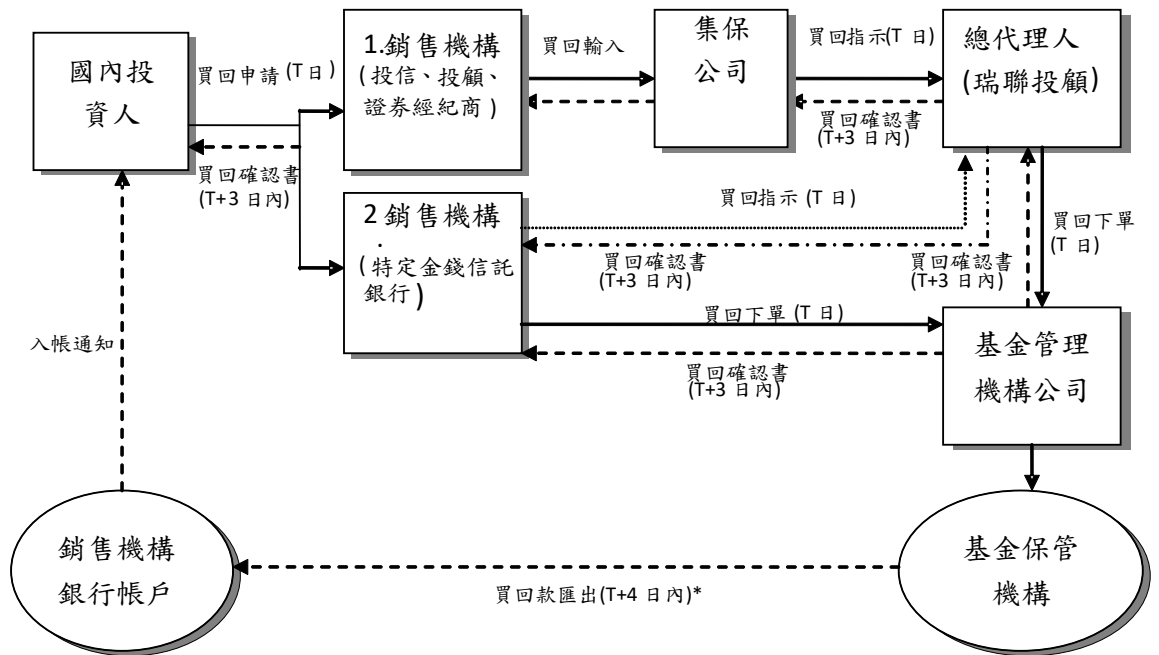 國內投
資人
買回申請 (T 日)
買回確認書
(T+3 日內)
1.銷售機構
(投信、投顧、
證券經紀商)
買回輸入
集保
公司
買回指示(T 日)
買回確認書
(T+3 日內)
總代理人
(瑞聯投顧)
2 銷售機構
.
(特定金錢信託
銀行)
買回指示 (T 日)
買回確認書
(T+3 日內)
買回確認書
(T+3 日內)
買回下單
(T 日)
買回下單 (T 日)
買回確認書
(T+3 日內)
基金管理
機構公司
入帳通知
銷售機構
銀行帳戶
買回款匯出(T+4 日內)*
基金保管
機構